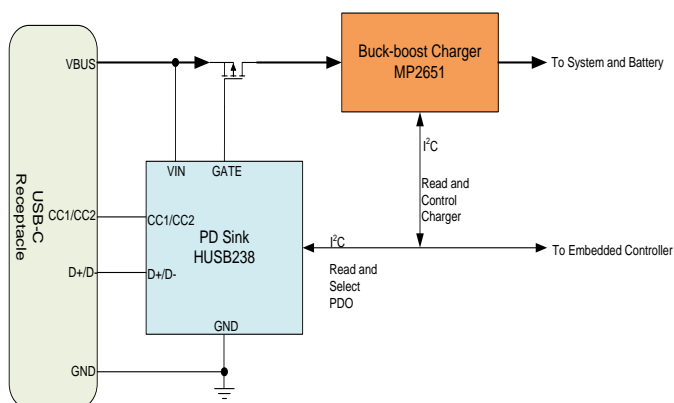 Buck-boost Charger
MP2651
VBUS
To System and Battery
I²C
VIN
GATE
Read and
Control
Charger
USB-C
Receptacle
CC1/CC2
CC1/CC2
PD Sink
HUSB238
I²C
To Embedded Controller
D+/D-
D+/D-
Read and
Select
PDO
GND
GND